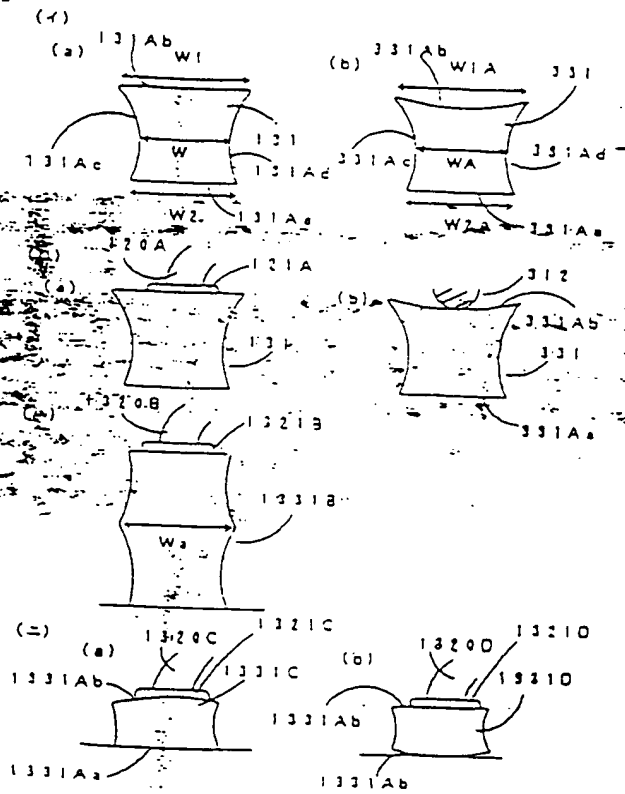 (イ)
(a) 131Ab W1
(b) 331Ab W1A 331
131Ac W 131
131Ad
331Ac WA 331Ad
W2 131Aa
W2a 331Aa
120A 121A
(a)
131
(b) 312
331Ab
331
331Aa
1320B
1321B
1331B
Wa
(ニ)
(a) 1320C 1321C
1331Ab 1331C
1331Aa
1320D 1321D
1331Ab 1331D
1331Ab